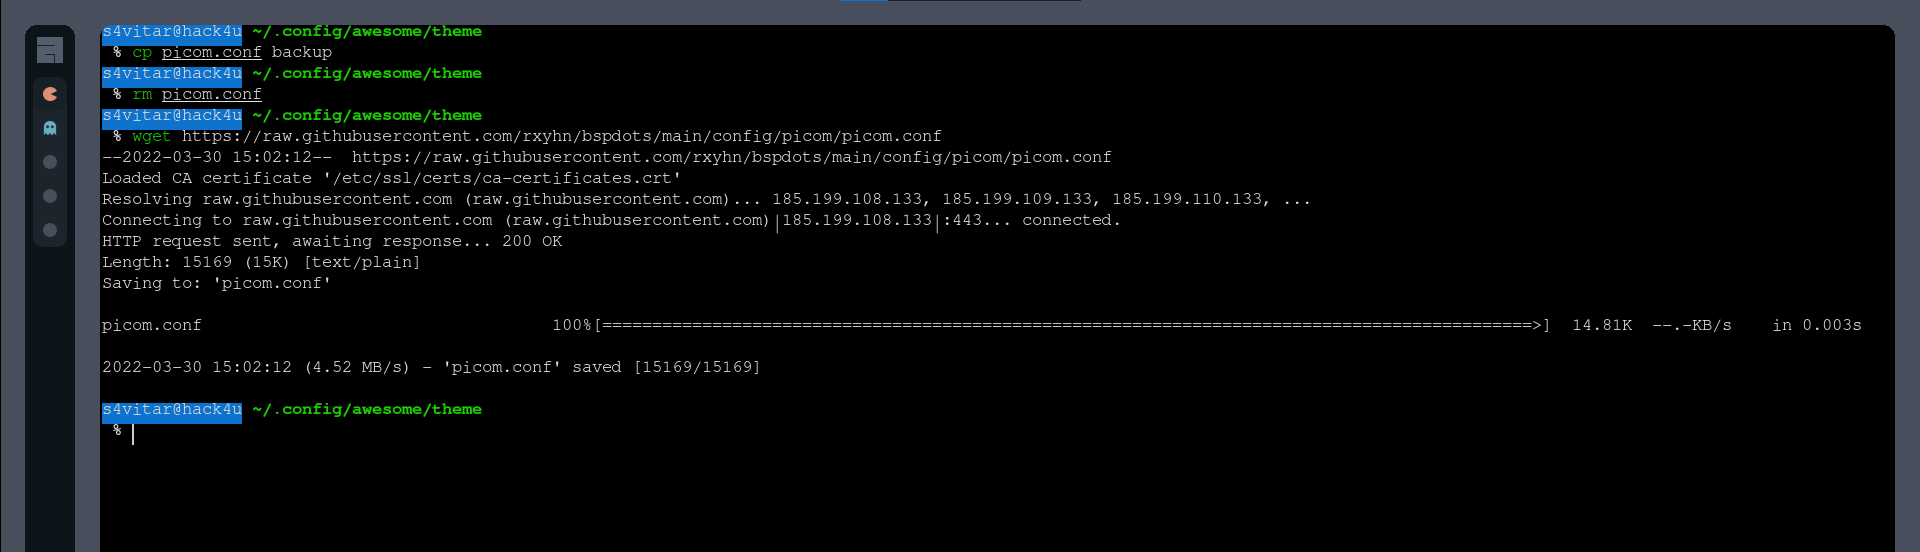 s4vitar@hack4u ~/.config/awesome/theme
% cp picom.conf backup
s4vitar@hack4u ~/.config/awesome/theme
% rm picom.conf
s4vitar@hack4u ~/.config/awesome/theme
% wget https://raw.githubusercontent.com/rxyhn/bspdots/main/config/picom/picom.conf
--2022-03-30 15:02:12--  https://raw.githubusercontent.com/rxyhn/bspdots/main/config/picom/picom.conf
Loaded CA certificate '/etc/ssl/certs/ca-certificates.crt'
Resolving raw.githubusercontent.com (raw.githubusercontent.com)... 185.199.108.133, 185.199.109.133, 185.199.110.133, ...
Connecting to raw.githubusercontent.com (raw.githubusercontent.com)|185.199.108.133|:443... connected.
HTTP request sent, awaiting response... 200 OK
Length: 15169 (15K) [text/plain]
Saving to: 'picom.conf'
picom.conf                                   100%[=============================================================================================>]  14.81K  --.-KB/s    in 0.003s
2022-03-30 15:02:12 (4.52 MB/s) - 'picom.conf' saved [15169/15169]
s4vitar@hack4u ~/.config/awesome/theme
%